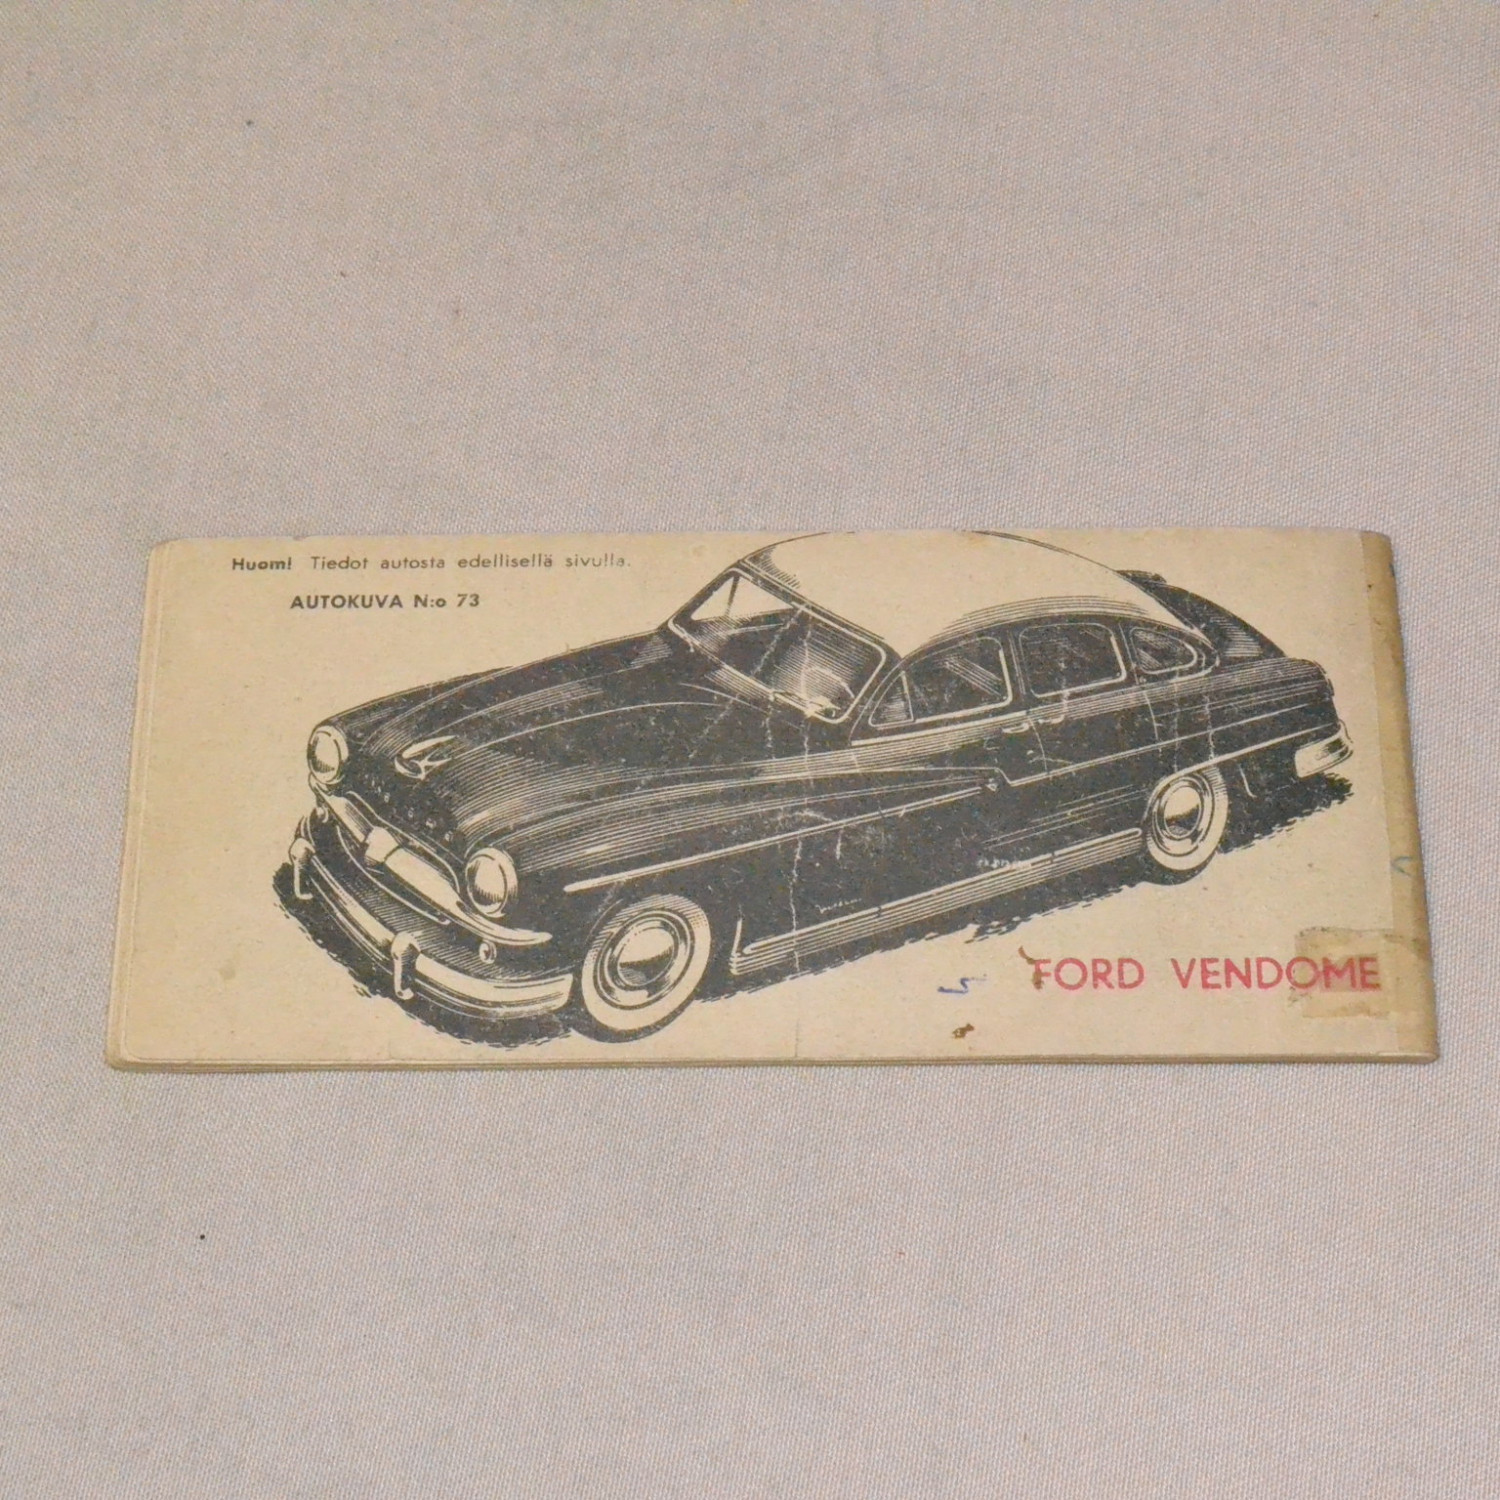 Huom! Tiedot autosta edellisellä sivulla.
AUTOKUVA N:o 73
FORD VENDOME